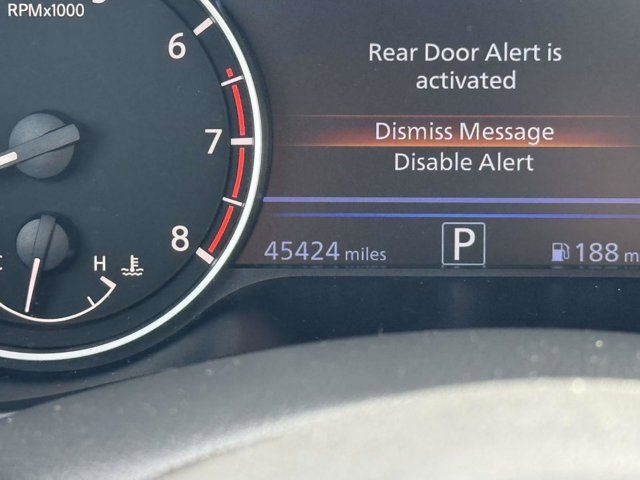 RPMx1000
6
7
8
H
Rear Door Alert is
activated
Dismiss Message
Disable Alert
45424 miles
P
188 m